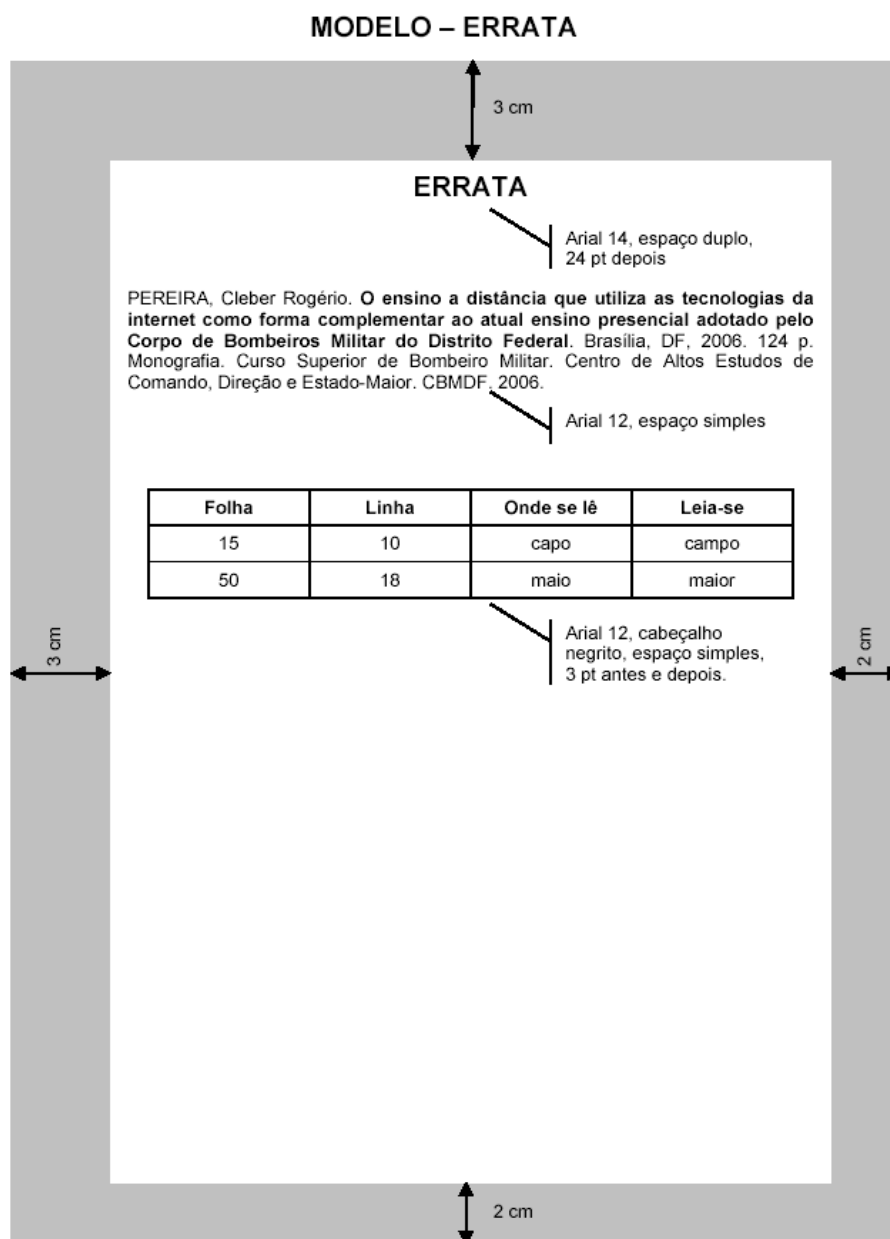 MODELO – ERRATA
3 cm
ERRATA
Arial 14, espaço duplo,
24 pt depois
PEREIRA, Cleber Rogério. O ensino a distância que utiliza as tecnologias da
internet como forma complementar ao atual ensino presencial adotado pelo
Corpo de Bombeiros Militar do Distrito Federal. Brasília, DF, 2006. 124 p.
Monografia. Curso Superior de Bombeiro Militar. Centro de Altos Estudos de
Comando, Direção e Estado-Maior. CBMDF, 2006.
Arial 12, espaço simples
Folha Linha Onde se lê Leia-se
15 10 capo campo
50 18 maio maior
Arial 12, cabeçalho
negrito, espaço simples,
3 pt antes e depois.
3 cm
2 cm
2 cm